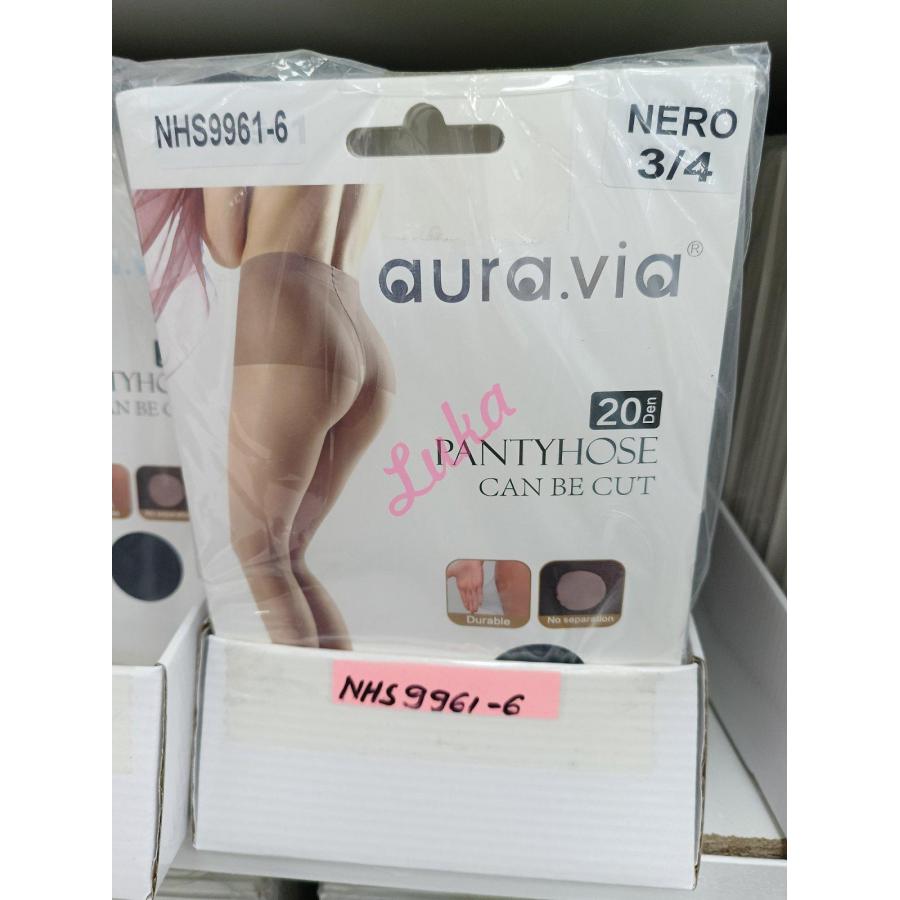 NHS9961-6
NERO
3/4
aura.via®
20 Den
PANTYHOSE
CAN BE CUT
Luka
Durable
No separation
NHS9961-6